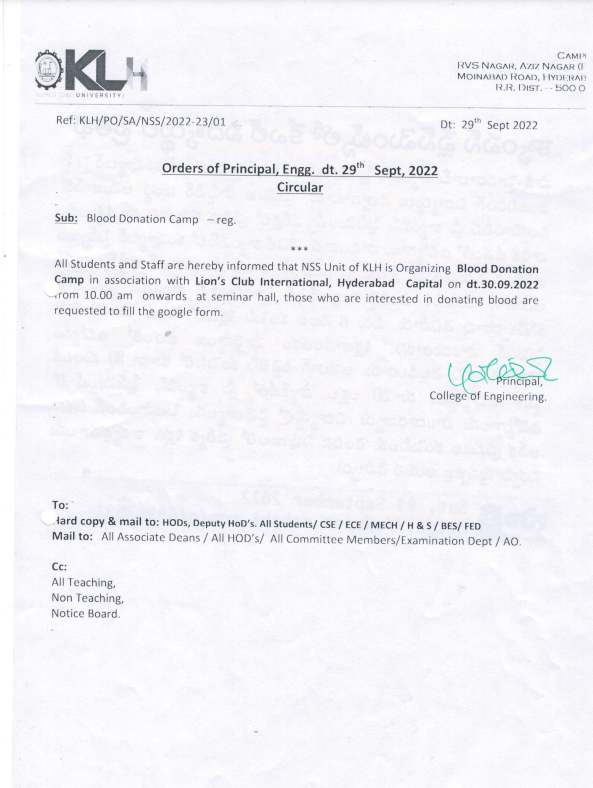 KLH
UNIVERSITY
CAMP
RVS NAGAR, AZIZ NAGAR (
MOINABAD ROAD, HYDERAB
R.R. DIST. - 500 0
Ref: KLH/PO/SA/NSS/2022-23/01
Dt: 29th Sept 2022
Orders of Principal, Engg. dt. 29th Sept, 2022
Circular
Sub: Blood Donation Camp – reg.
***
All Students and Staff are hereby informed that NSS Unit of KLH is Organizing Blood Donation
Camp in association with Lion's Club International, Hyderabad Capital on dt.30.09.2022
from 10.00 am onwards at seminar hall, those who are interested in donating blood are
requested to fill the google form.
Principal,
College of Engineering.
To:
Hard copy & mail to: HODs, Deputy HoD's. All Students/ CSE / ECE / MECH / H & S / BES/ FED
Mail to: All Associate Deans / All HOD's/ All Committee Members/Examination Dept / AO.
Cc:
All Teaching,
Non Teaching,
Notice Board.